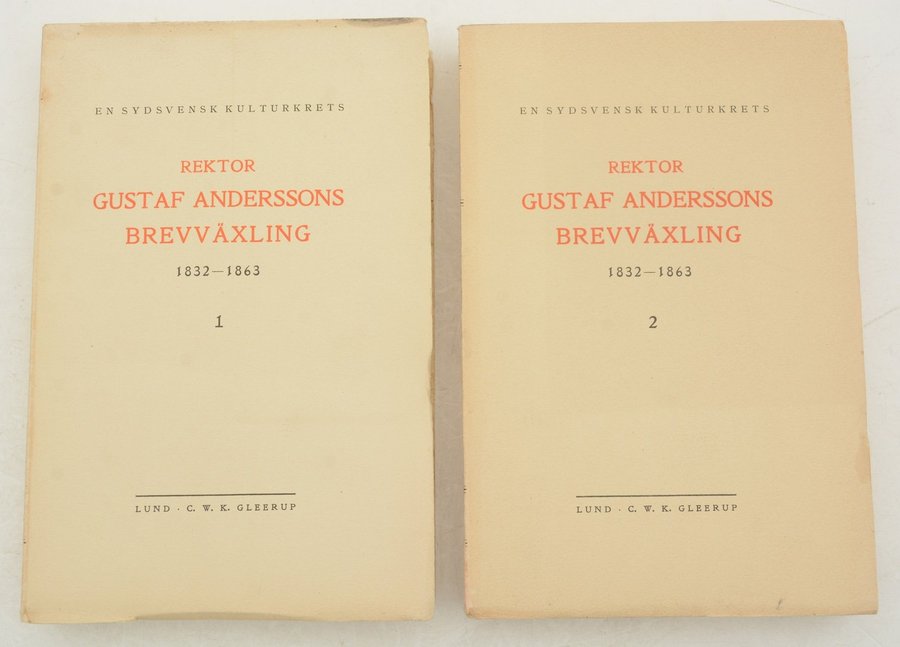 EN SYDSVENSK KULTURKRETS
REKTOR
GUSTAF ANDERSSONS
BREVVÄXLING
1832—1863
1
LUND · C. W. K. GLEERUP
EN SYDSVENSK KULTURKRETS
REKTOR
GUSTAF ANDERSSONS
BREVVÄXLING
1832—1863
2
LUND · C. W. K. GLEERUP